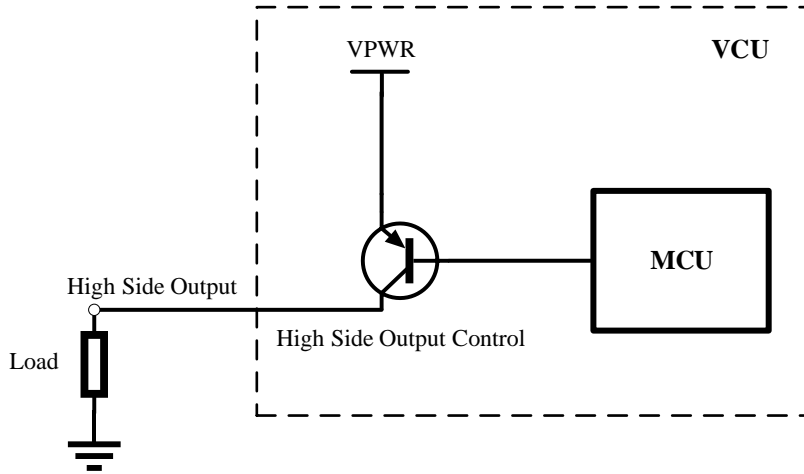 VPWR
VCU
MCU
High Side Output
High Side Output Control
Load